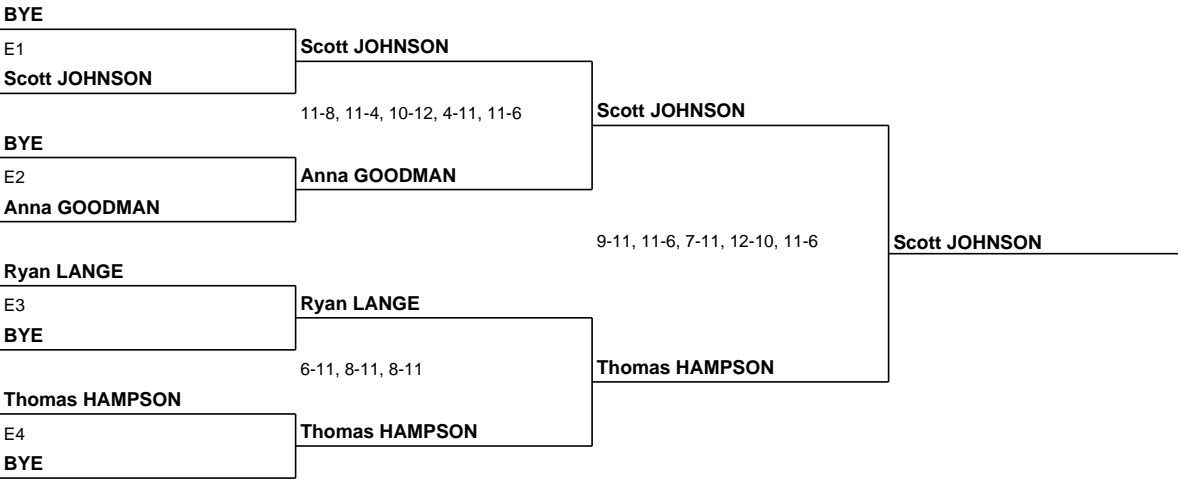 BYE
E1
Scott JOHNSON
BYE
E2
Anna GOODMAN
Ryan LANGE
E3
BYE
Thomas HAMPSON
E4
BYE
Scott JOHNSON
11-8, 11-4, 10-12, 4-11, 11-6
Anna GOODMAN
Ryan LANGE
6-11, 8-11, 8-11
Thomas HAMPSON
Scott JOHNSON
9-11, 11-6, 7-11, 12-10, 11-6
Thomas HAMPSON
Scott JOHNSON